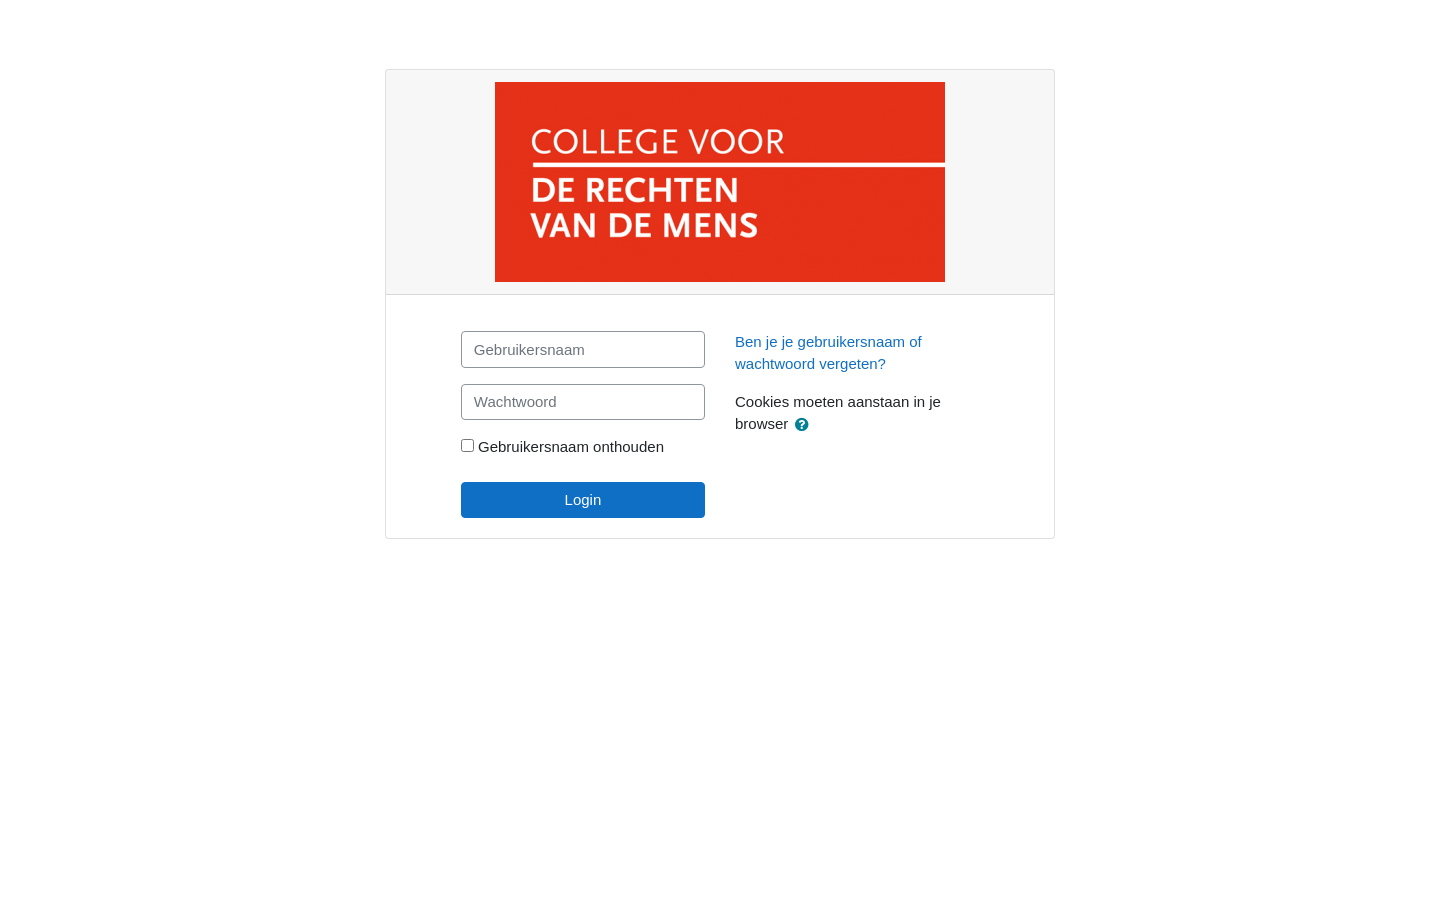 COLLEGE VOOR
DE RECHTEN
VAN DE MENS
Gebruikersnaam
Wachtwoord
Gebruikersnaam onthouden
Login
Ben je je gebruikersnaam of
wachtwoord vergeten?
Cookies moeten aanstaan in je
browser